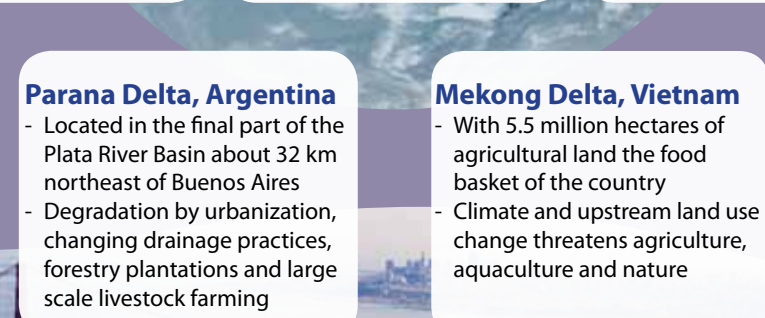 Parana Delta, Argentina
- Located in the final part of the
Plata River Basin about 32 km
northeast of Buenos Aires
- Degradation by urbanization,
changing drainage practices,
forestry plantations and large
scale livestock farming
Mekong Delta, Vietnam
- With 5.5 million hectares of
agricultural land the food
basket of the country
- Climate and upstream land use
change threatens agriculture,
aquaculture and nature